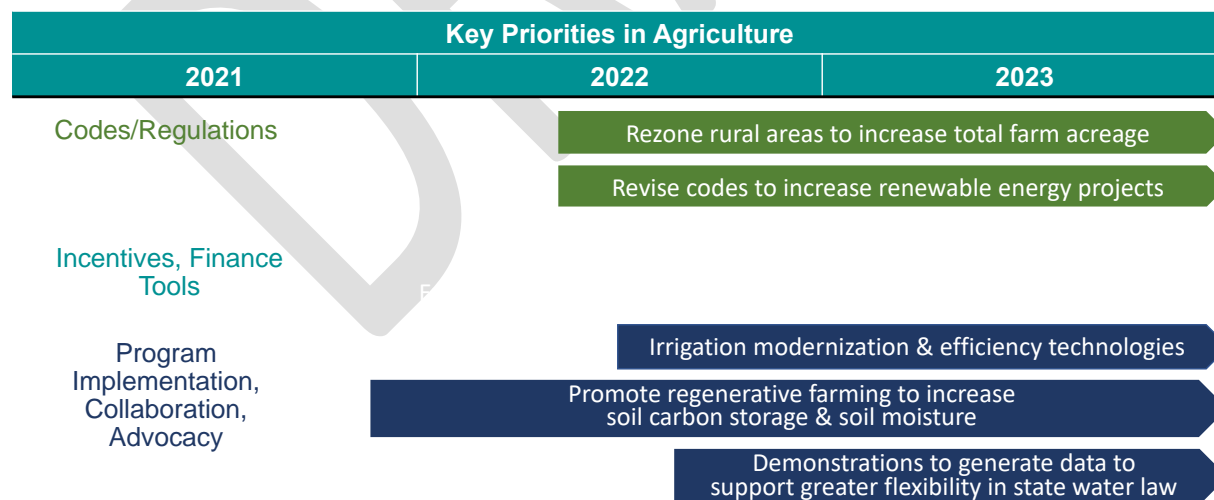 Key Priorities in Agriculture
2021 2022 2023
Codes/Regulations
Rezone rural areas to increase total farm acreage
Revise codes to increase renewable energy projects
Incentives, Finance
Tools
Program
Implementation,
Collaboration,
Advocacy
Irrigation modernization & efficiency technologies
Promote regenerative farming to increase
soil carbon storage & soil moisture
Demonstrations to generate data to
support greater flexibility in state water law